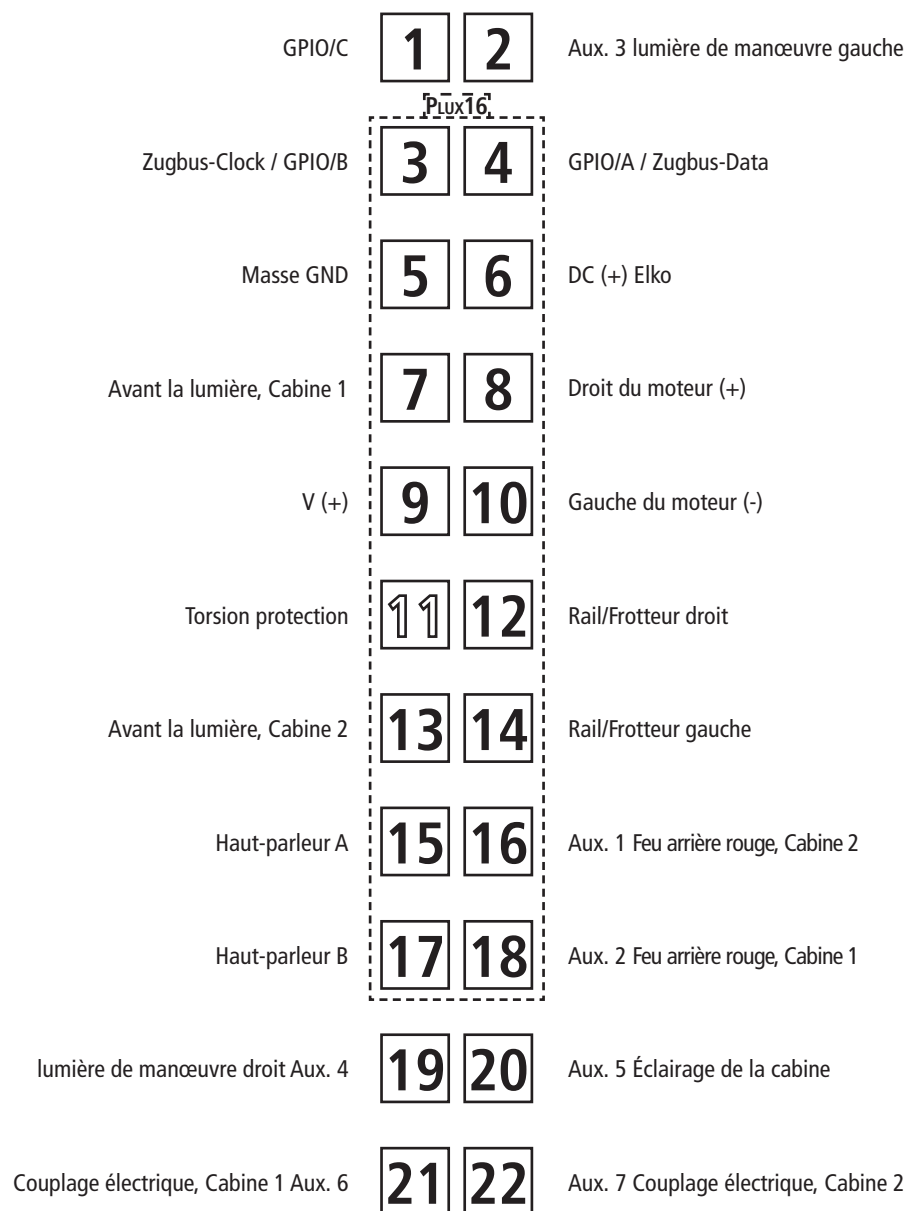 GPIO/C 1 2 Aux. 3 lumière de manœuvre gauche
PLUX16
Zugbus-Clock / GPIO/B 3 4 GPIO/A / Zugbus-Data
Masse GND 5 6 DC (+) Elko
Avant la lumière, Cabine 1 7 8 Droit du moteur (+)
V (+) 9 10 Gauche du moteur (-)
Torsion protection 11 12 Rail/Frotteur droit
Avant la lumière, Cabine 2 13 14 Rail/Frotteur gauche
Haut-parleur A 15 16 Aux. 1 Feu arrière rouge, Cabine 2
Haut-parleur B 17 18 Aux. 2 Feu arrière rouge, Cabine 1
lumière de manœuvre droit Aux. 4 19 20 Aux. 5 Éclairage de la cabine
Couplage électrique, Cabine 1 Aux. 6 21 22 Aux. 7 Couplage électrique, Cabine 2